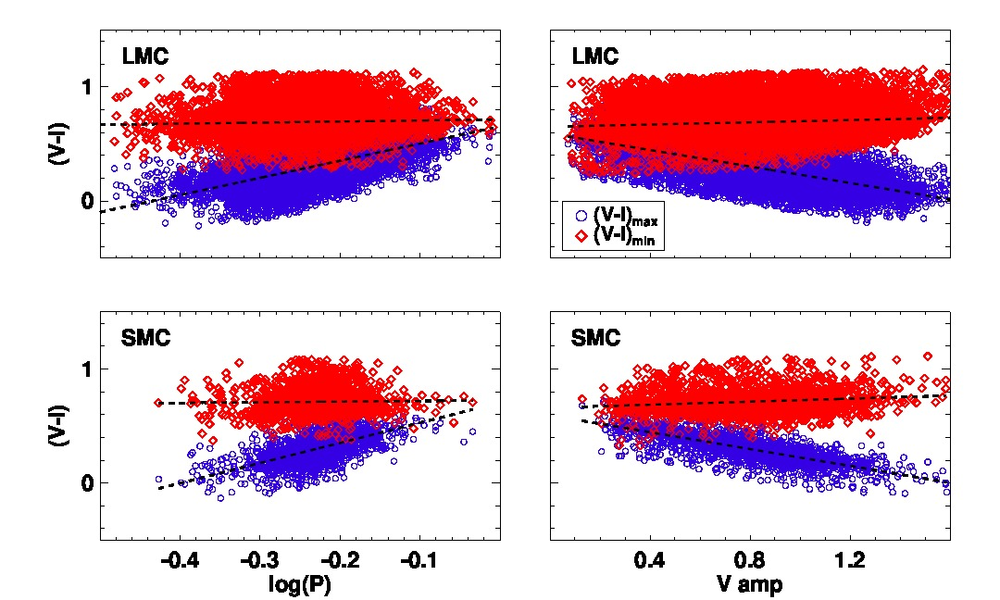 LMC
LMC
1
(V-I)
0
(V-I)max
(V-I)min
SMC
SMC
1
(V-I)
0
-0.4 -0.3 -0.2 -0.1
0.4 0.8 1.2
log(P)
V amp